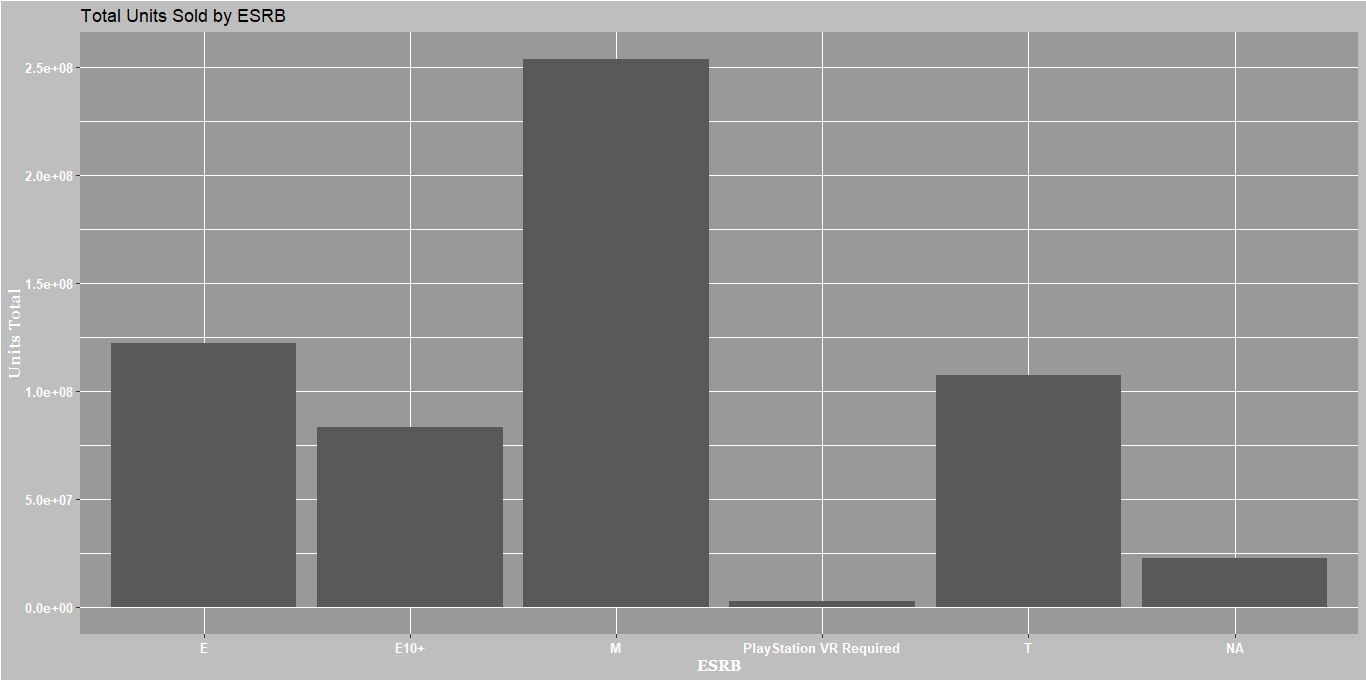 Total Units Sold by ESRB
Units Total
2.5e+08
2.0e+08
1.5e+08
1.0e+08
5.0e+07
0.0e+00
E
E10+
M
PlayStation VR Required
T
NA
ESRB